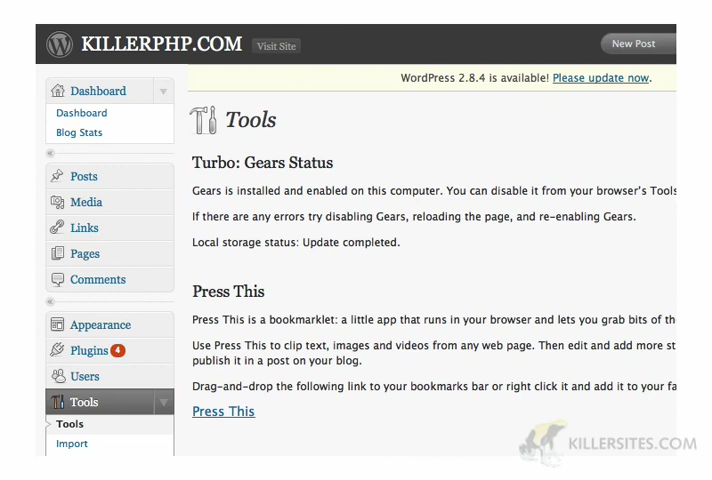 KILLERPHP.COM Visit Site New Post
WordPress 2.8.4 is available! Please update now.
Dashboard
Dashboard
Blog Stats
Posts
Media
Links
Pages
Comments
Appearance
Plugins 4
Users
Tools
Tools
Import
Tools
Turbo: Gears Status
Gears is installed and enabled on this computer. You can disable it from your browser's Tools
If there are any errors try disabling Gears, reloading the page, and re-enabling Gears.
Local storage status: Update completed.
Press This
Press This is a bookmarklet: a little app that runs in your browser and lets you grab bits of the
Use Press This to clip text, images and videos from any web page. Then edit and add more st
publish it in a post on your blog.
Drag-and-drop the following link to your bookmarks bar or right click it and add it to your fa
Press This
KILLERSITES.COM